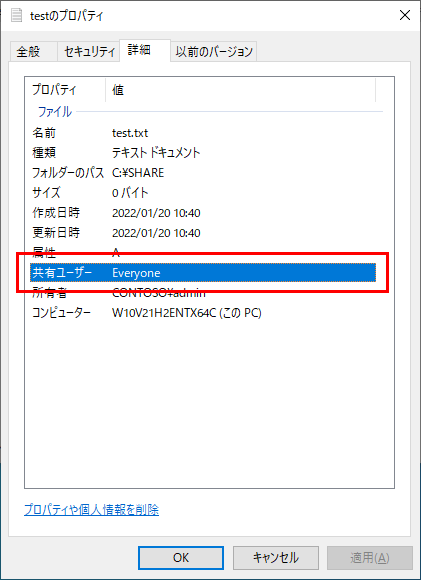 testのプロパティ
全般 セキュリティ 詳細 以前のバージョン
プロパティ 値
ファイル
名前 test.txt
種類 テキスト ドキュメント
フォルダーのパス C:¥SHARE
サイズ 0 バイト
作成日時 2022/01/20 10:40
更新日時 2022/01/20 10:40
属性 A
共有ユーザー Everyone
所有者 CONTOSO¥admin
コンピューター W10V21H2ENTX64C (この PC)
プロパティや個人情報を削除
OK キャンセル 適用(A)